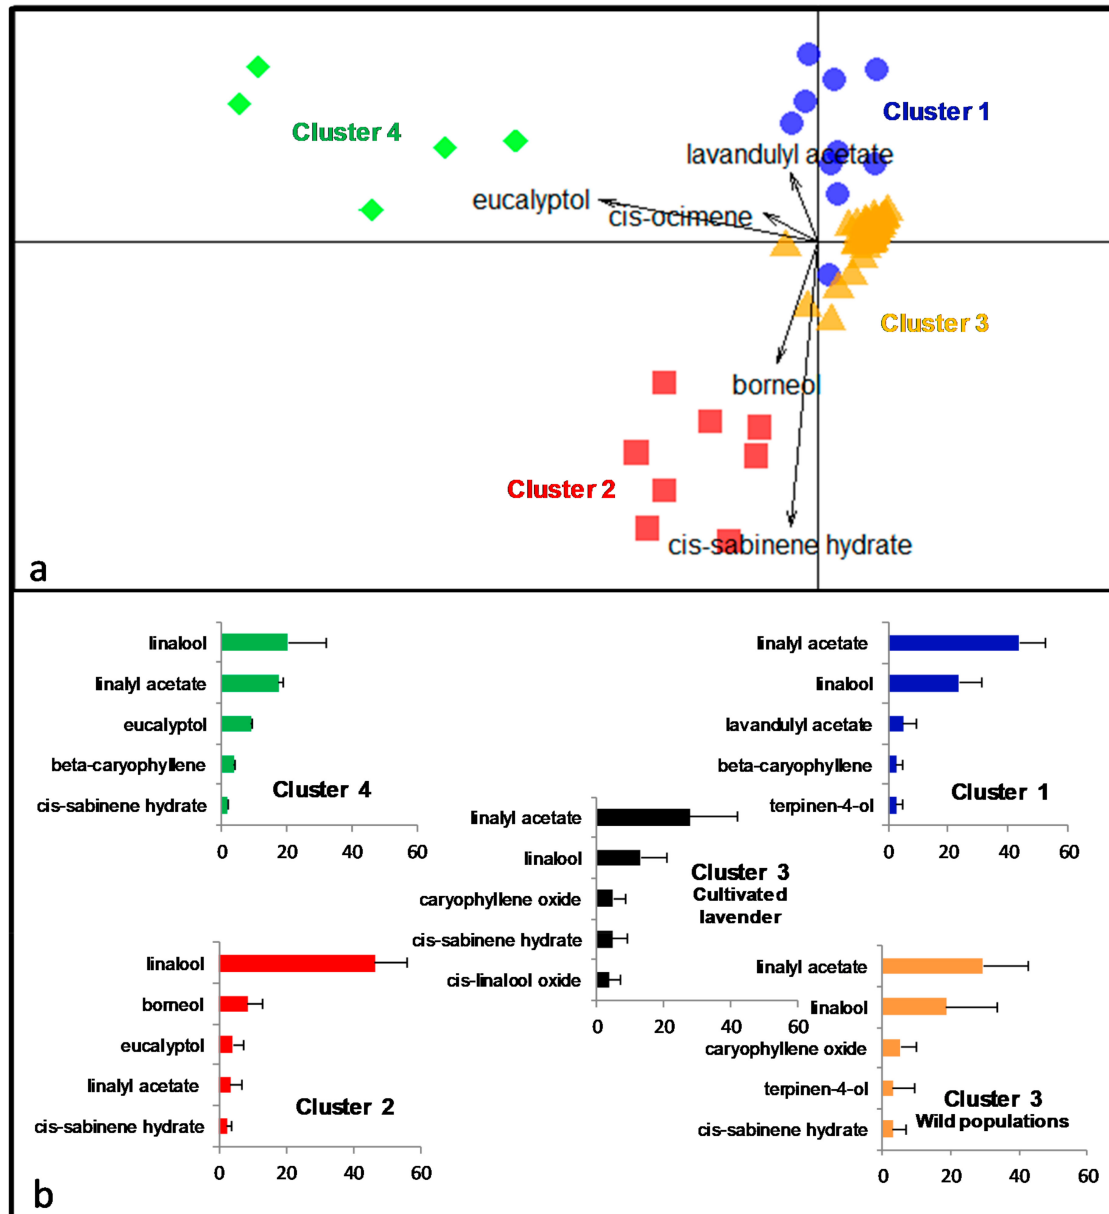 Cluster 1
Cluster 4
lavandulyl acetate
eucalyptol
cis-ocimene
Cluster 3
borneol
Cluster 2
cis-sabinene hydrate
a
linalool
linalyl acetate
eucalyptol
beta-caryophyllene
cis-sabinene hydrate
Cluster 4
0 20 40 60
linalyl acetate
linalool
lavandulyl acetate
beta-caryophyllene
terpinen-4-ol
Cluster 1
0 20 40 60
linalyl acetate
linalool
caryophyllene oxide
cis-sabinene hydrate
cis-linalool oxide
Cluster 3
Cultivated
lavender
0 20 40 60
linalool
borneol
eucalyptol
linalyl acetate
cis-sabinene hydrate
Cluster 2
0 20 40 60
linalyl acetate
linalool
caryophyllene oxide
terpinen-4-ol
cis-sabinene hydrate
Cluster 3
Wild populations
0 20 40 60
b